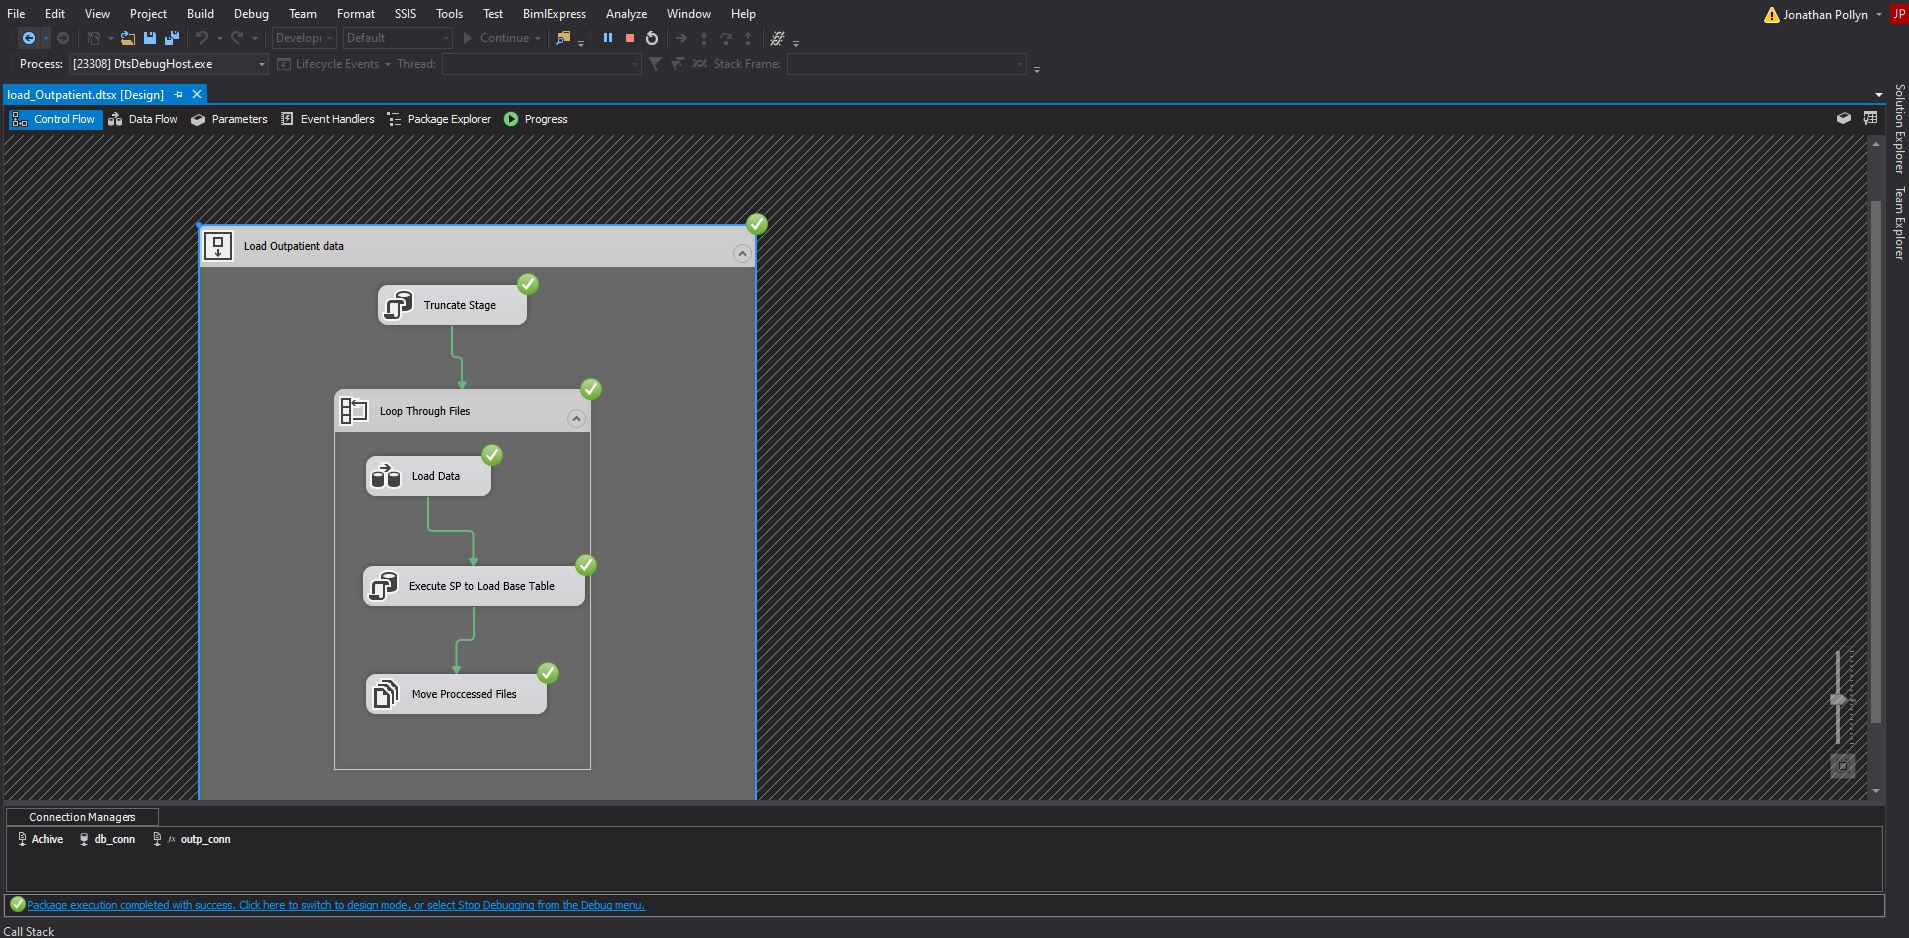 File Edit View Project Build Debug Team Format SSIS Tools Test BimlExpress Analyze Window Help Jonathan Pollyn JP
Develop Default Continue
Process: [23308] DtsDebugHost.exe Lifecycle Events Thread: Stack Frame:
load_Outpatient.dtsx [Design]
Control Flow Data Flow Parameters Event Handlers Package Explorer Progress
Solution Explorer
Team Explorer
Load Outpatient data
Truncate Stage
Loop Through Files
Load Data
Execute SP to Load Base Table
Move Proccessed Files
Connection Managers
Achive db_conn fx outp_conn
Package execution completed with success. Click here to switch to design mode, or select Stop Debugging from the Debug menu.
Call Stack